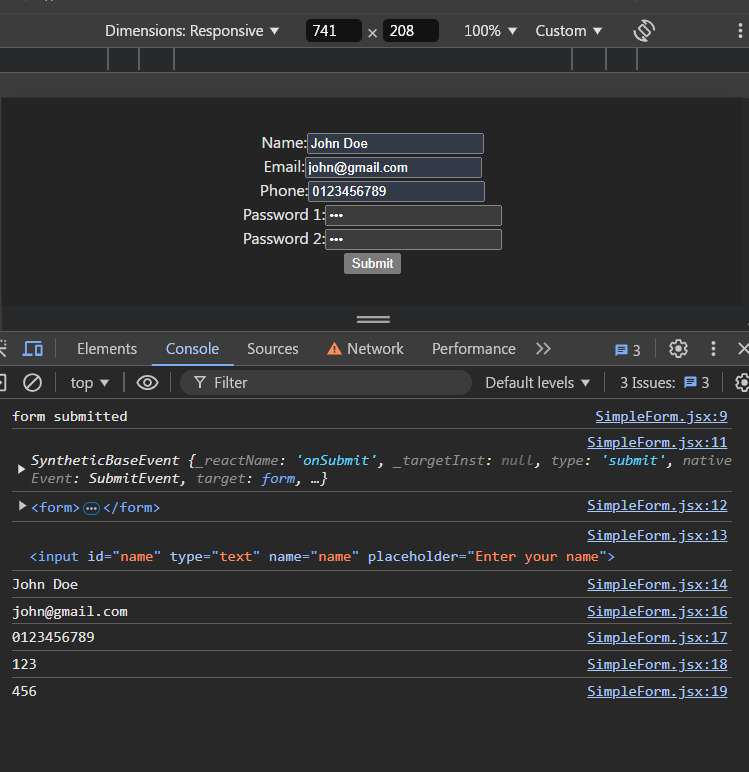 Dimensions: Responsive ▼ 741 × 208 100% ▼ Custom ▼
Name: John Doe
Email: john@gmail.com
Phone: 0123456789
Password 1: •••
Password 2: •••
Submit
Elements Console Sources Network Performance 3
top ▼ Filter Default levels ▼ 3 Issues: 3
form submitted SimpleForm.jsx:9
SimpleForm.jsx:11
SyntheticBaseEvent {_reactName: 'onSubmit', _targetInst: null, type: 'submit', native
Event: SubmitEvent, target: form, …}
<form>…</form> SimpleForm.jsx:12
SimpleForm.jsx:13
<input id="name" type="text" name="name" placeholder="Enter your name">
John Doe SimpleForm.jsx:14
john@gmail.com SimpleForm.jsx:16
0123456789 SimpleForm.jsx:17
123 SimpleForm.jsx:18
456 SimpleForm.jsx:19